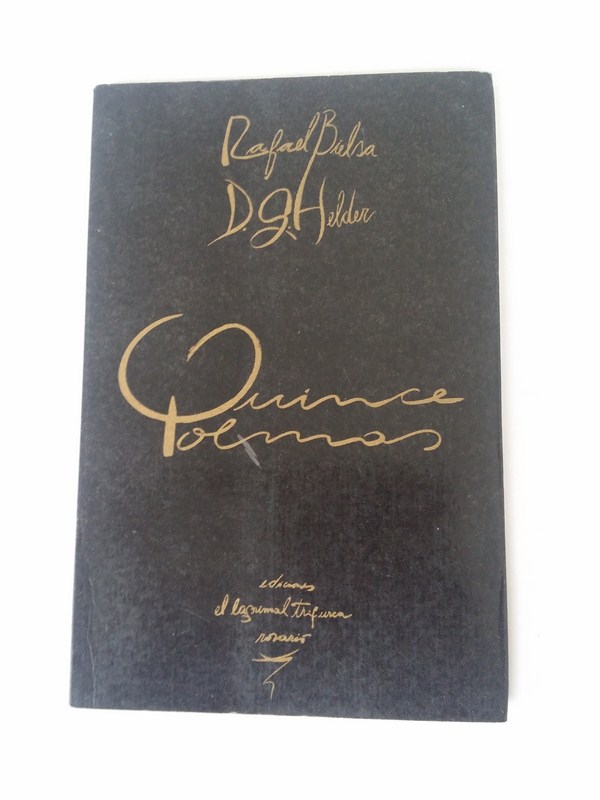 Rafael Bielsa
D.G.Helder
Quince
Poemas
ediciones
el lagrimal trifurca
rosario